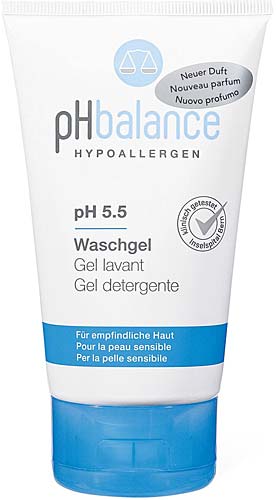 Neuer Duft
Nouveau parfum
Nuovo profumo
pHbalance
HYPOALLERGEN
pH 5.5
Klinisch getestet
Inselspital Bern
Waschgel
Gel lavant
Gel detergente
Für empfindliche Haut
Pour la peau sensible
Per la pelle sensibile